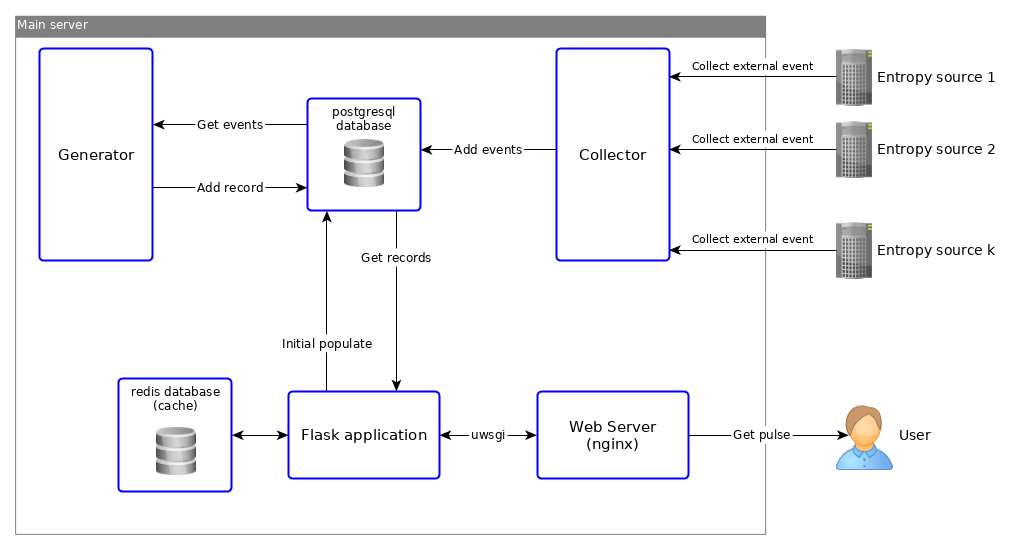 Main server
Generator
Get events
Add record
postgresql
database
Add events
Collector
Collect external event
Entropy source 1
Collect external event
Entropy source 2
Collect external event
Entropy source k
Get records
Initial populate
redis database
(cache)
Flask application
uwsgi
Web Server
(nginx)
Get pulse
User